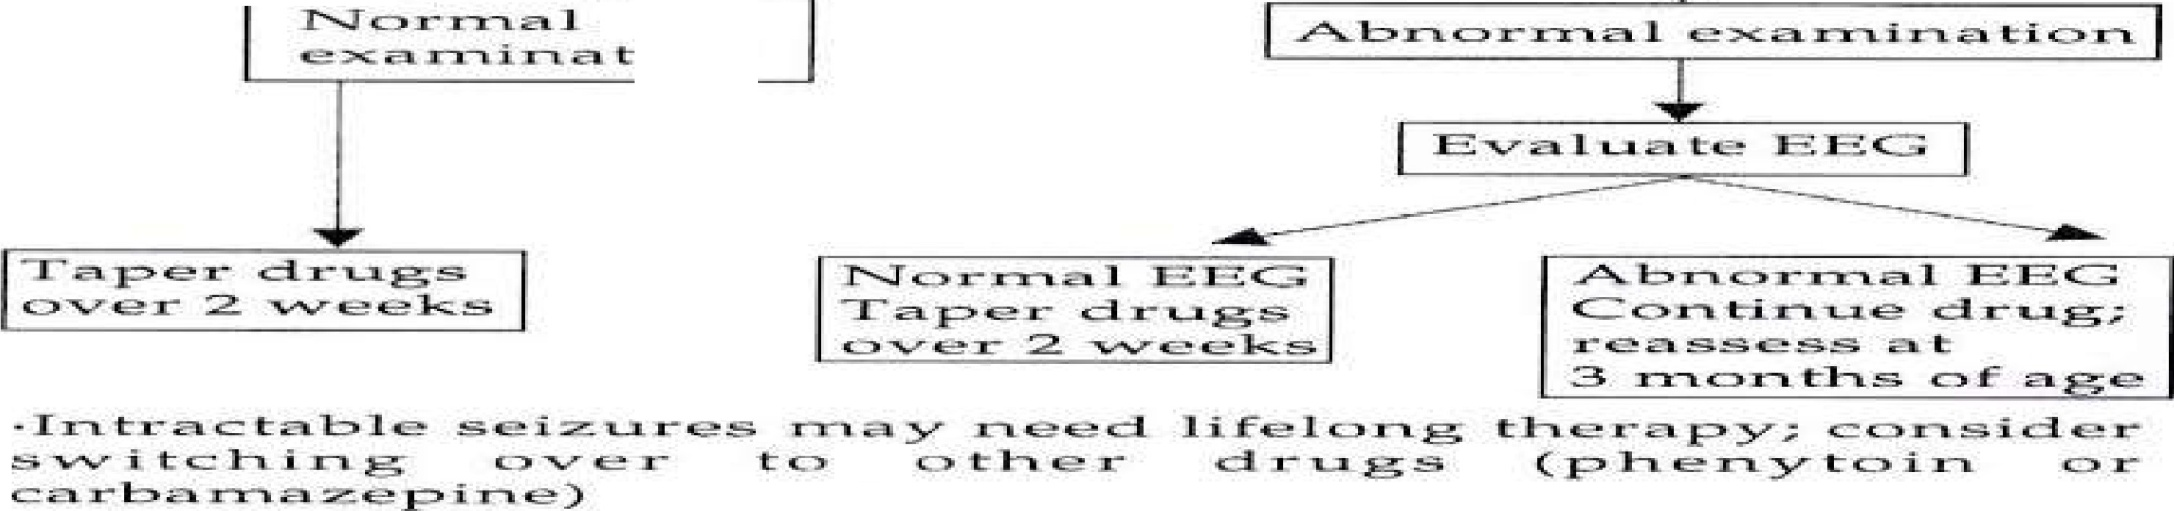 Normal
examinat
Abnormal examination
Evaluate EEG
Taper drugs
over 2 weeks
Normal EEG
Taper drugs
over 2 weeks
Abnormal EEG
Continue drug;
reassess at
3 months of age
·Intractable seizures may need lifelong therapy; consider
switching over to other drugs (phenytoin or
carbamazepine)